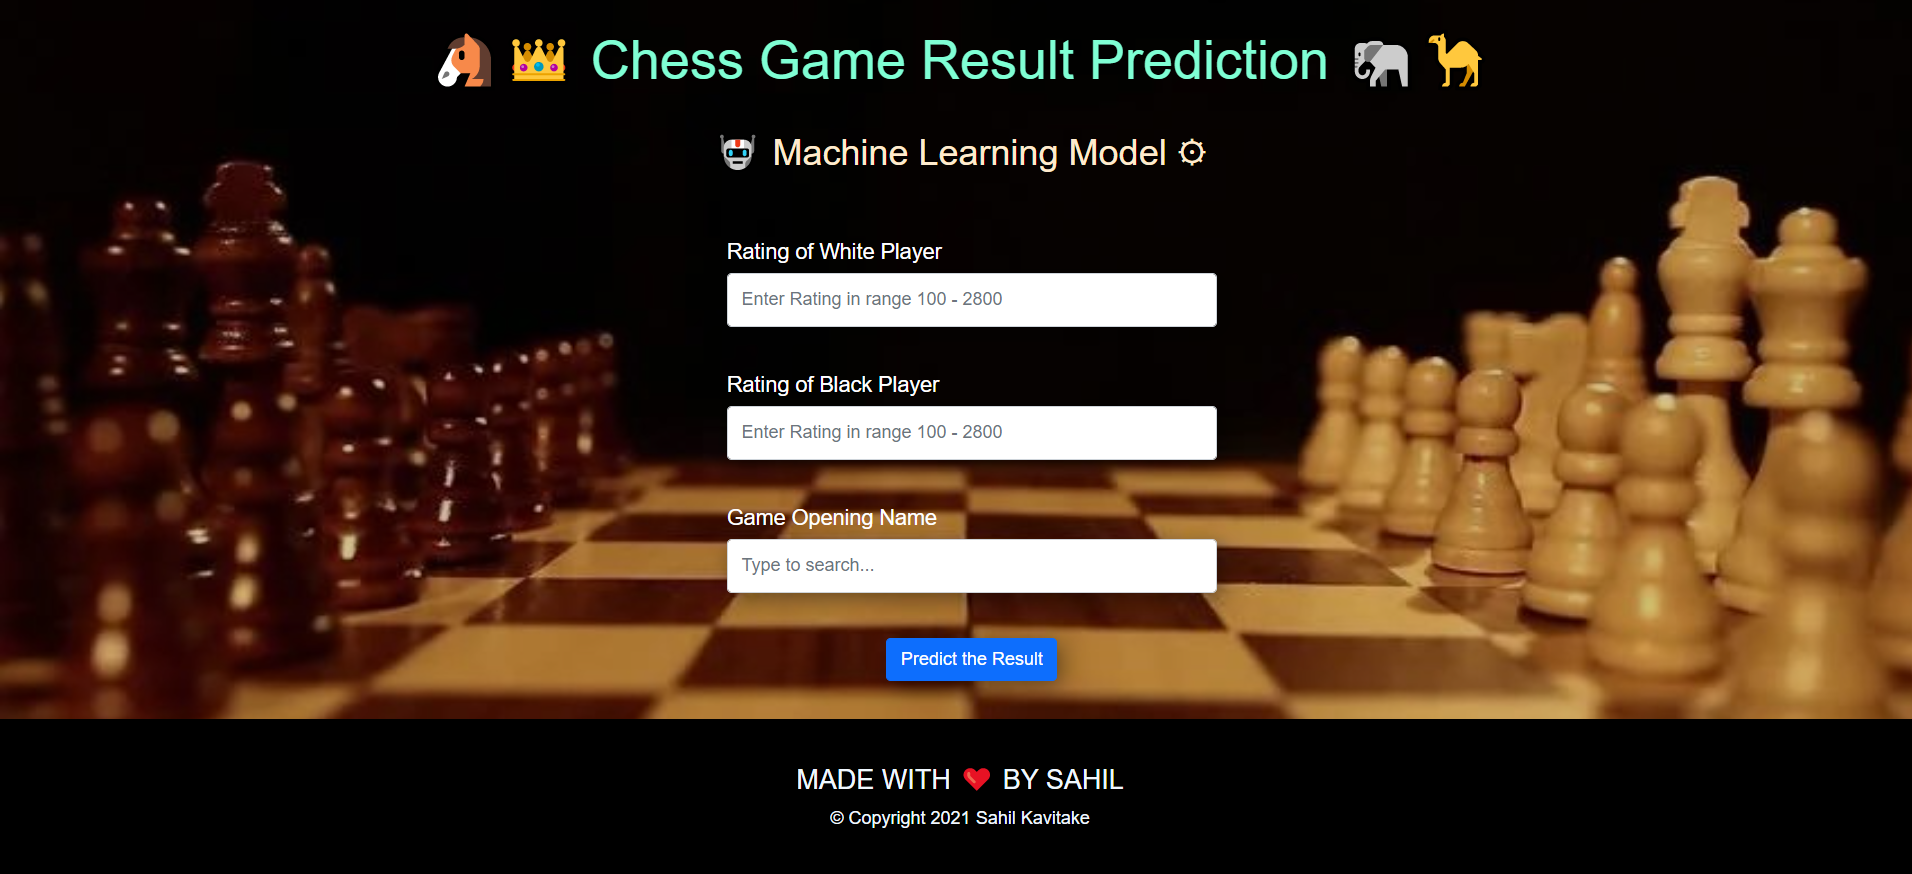 Chess Game Result Prediction
Machine Learning Model
Rating of White Player
Enter Rating in range 100 - 2800
Rating of Black Player
Enter Rating in range 100 - 2800
Game Opening Name
Type to search...
Predict the Result
MADE WITH ❤️ BY SAHIL
© Copyright 2021 Sahil Kavitake